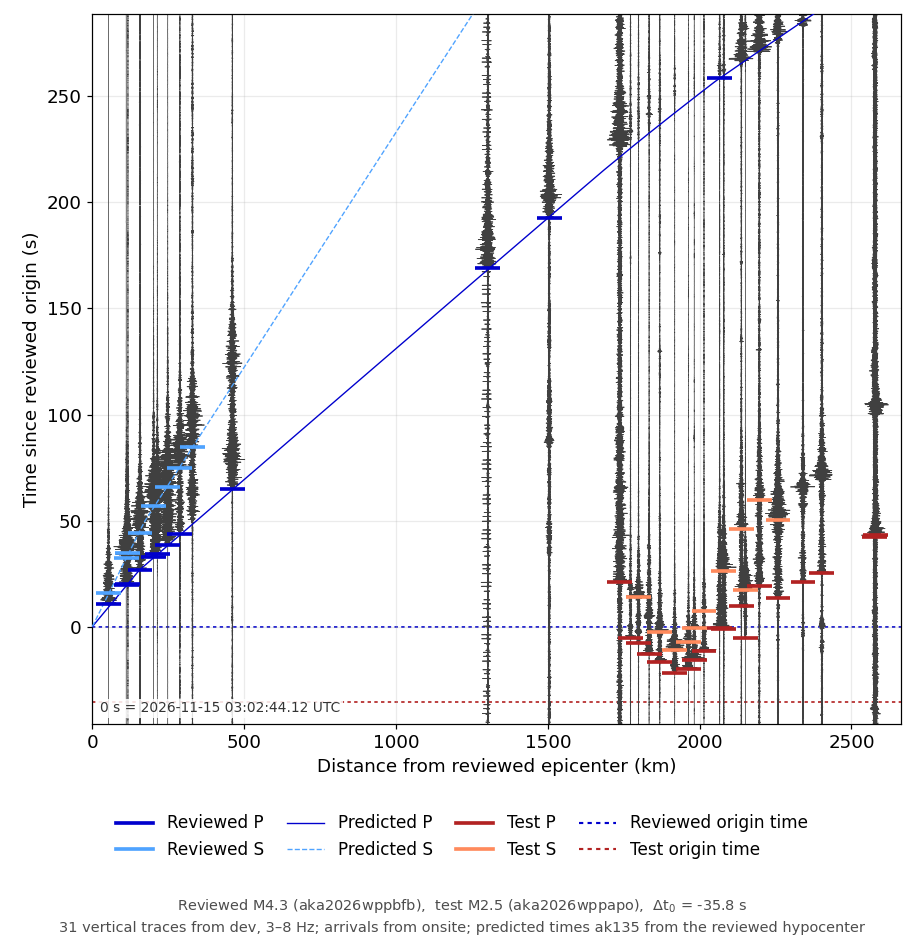 250
200
150
100
50
0
Time since reviewed origin (s)
0 s = 2026-11-15 03:02:44.12 UTC
0 500 1000 1500 2000 2500
Distance from reviewed epicenter (km)
Reviewed P Predicted P Test P Reviewed origin time
Reviewed S Predicted S Test S Test origin time
Reviewed M4.3 (aka2026wppbfb), test M2.5 (aka2026wppapo), Δt₀ = -35.8 s
31 vertical traces from dev, 3–8 Hz; arrivals from onsite; predicted times ak135 from the reviewed hypocenter